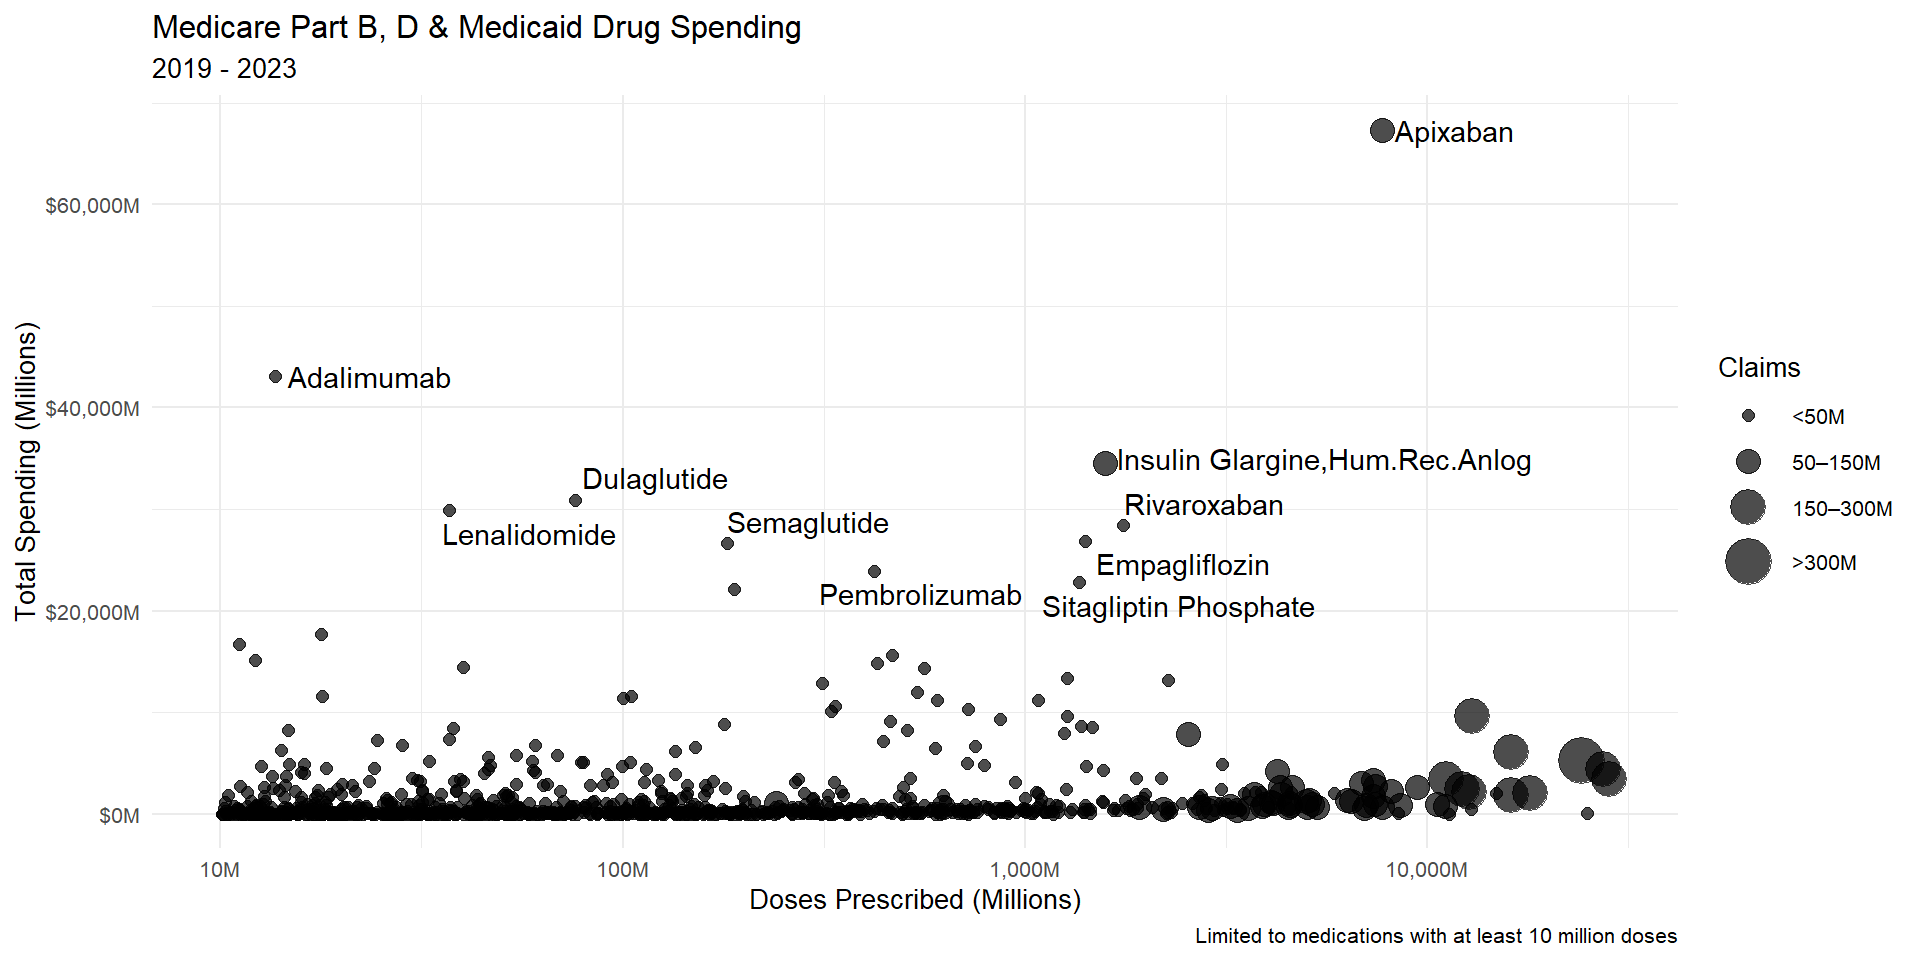 Medicare Part B, D & Medicaid Drug Spending
2019 - 2023
Total Spending (Millions)
$60,000M
$40,000M
$20,000M
$0M
Apixaban
Adalimumab
Insulin Glargine,Hum.Rec.Anlog
Dulaglutide
Rivaroxaban
Semaglutide
Lenalidomide
Empagliflozin
Pembrolizumab
Sitagliptin Phosphate
Claims
<50M
50–150M
150–300M
>300M
10M
100M
1,000M
10,000M
Doses Prescribed (Millions)
Limited to medications with at least 10 million doses